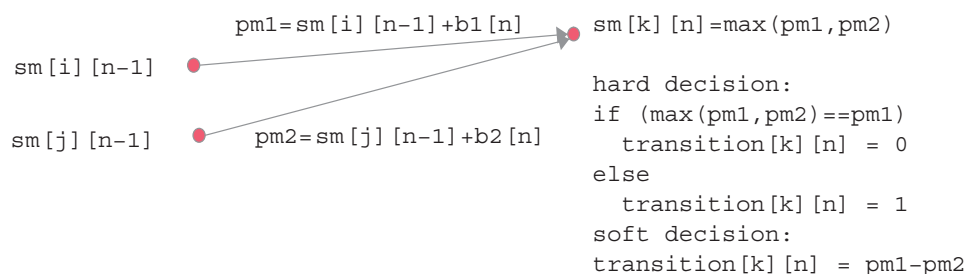 pm1=sm[i][n-1]+b1[n]
sm[k][n]=max(pm1,pm2)
sm[i][n-1]
sm[j][n-1]
pm2=sm[j][n-1]+b2[n]
hard decision:
if (max(pm1,pm2)==pm1)
  transition[k][n] = 0
else
  transition[k][n] = 1
soft decision:
transition[k][n] = pm1-pm2